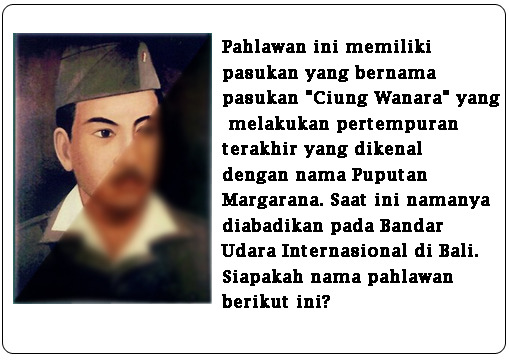 Pahlawan ini memiliki
pasukan yang bernama
pasukan "Ciung Wanara" yang
melakukan pertempuran
terakhir yang dikenal
dengan nama Puputan
Margarana. Saat ini namanya
diabadikan pada Bandar
Udara Internasional di Bali.
Siapakah nama pahlawan
berikut ini?